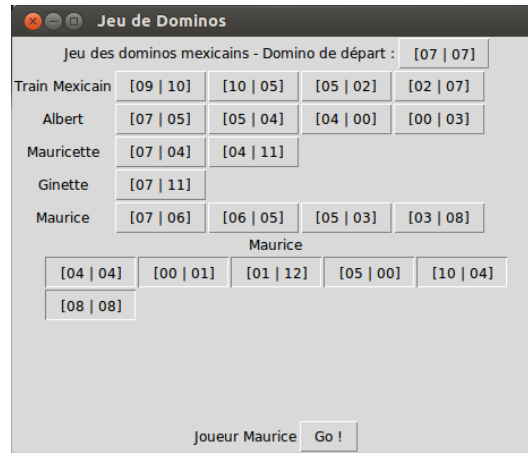 Jeu de Dominos
Jeu des dominos mexicains - Domino de départ : [07 | 07]
Train Mexicain [09 | 10] [10 | 05] [05 | 02] [02 | 07]
Albert [07 | 05] [05 | 04] [04 | 00] [00 | 03]
Mauricette [07 | 04] [04 | 11]
Ginette [07 | 11]
Maurice [07 | 06] [06 | 05] [05 | 03] [03 | 08]
Maurice
[04 | 04] [00 | 01] [01 | 12] [05 | 00] [10 | 04]
[08 | 08]
Joueur Maurice Go !